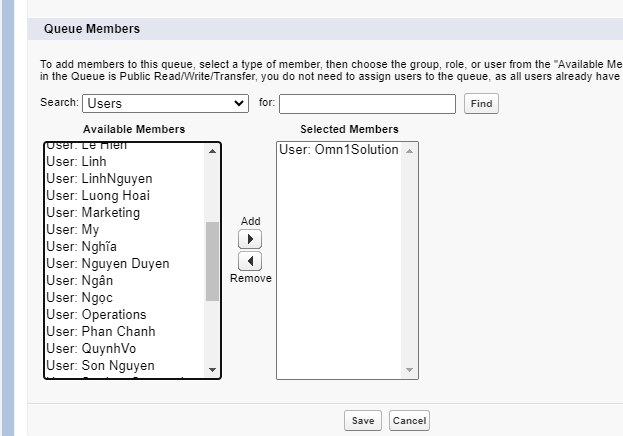 Queue Members
To add members to this queue, select a type of member, then choose the group, role, or user from the "Available Me
in the Queue is Public Read/Write/Transfer, you do not need to assign users to the queue, as all users already have
Search: Users for: Find
Available Members Selected Members
User: Le Hien User: Omn1Solution
User: Linh
User: LinhNguyen
User: Luong Hoai
User: Marketing
User: My
User: Nghĩa
User: Nguyen Duyen
User: Ngân
User: Ngọc
User: Operations
User: Phan Chanh
User: QuynhVo
User: Son Nguyen
Add
Remove
Save Cancel